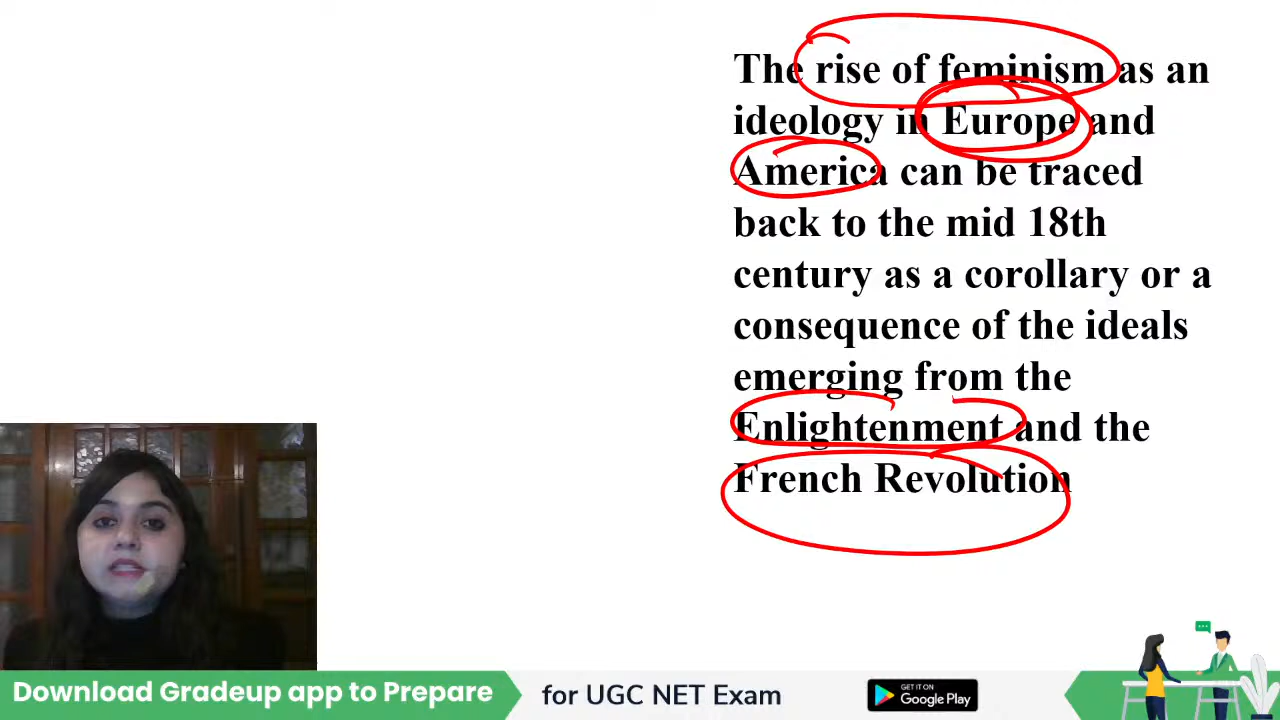 The rise of feminism as an
ideology in Europe and
America can be traced
back to the mid 18th
century as a corollary or a
consequence of the ideals
emerging from the
Enlightenment and the
French Revolution
Download Gradeup app to Prepare
for UGC NET Exam
GET IT ON
Google Play